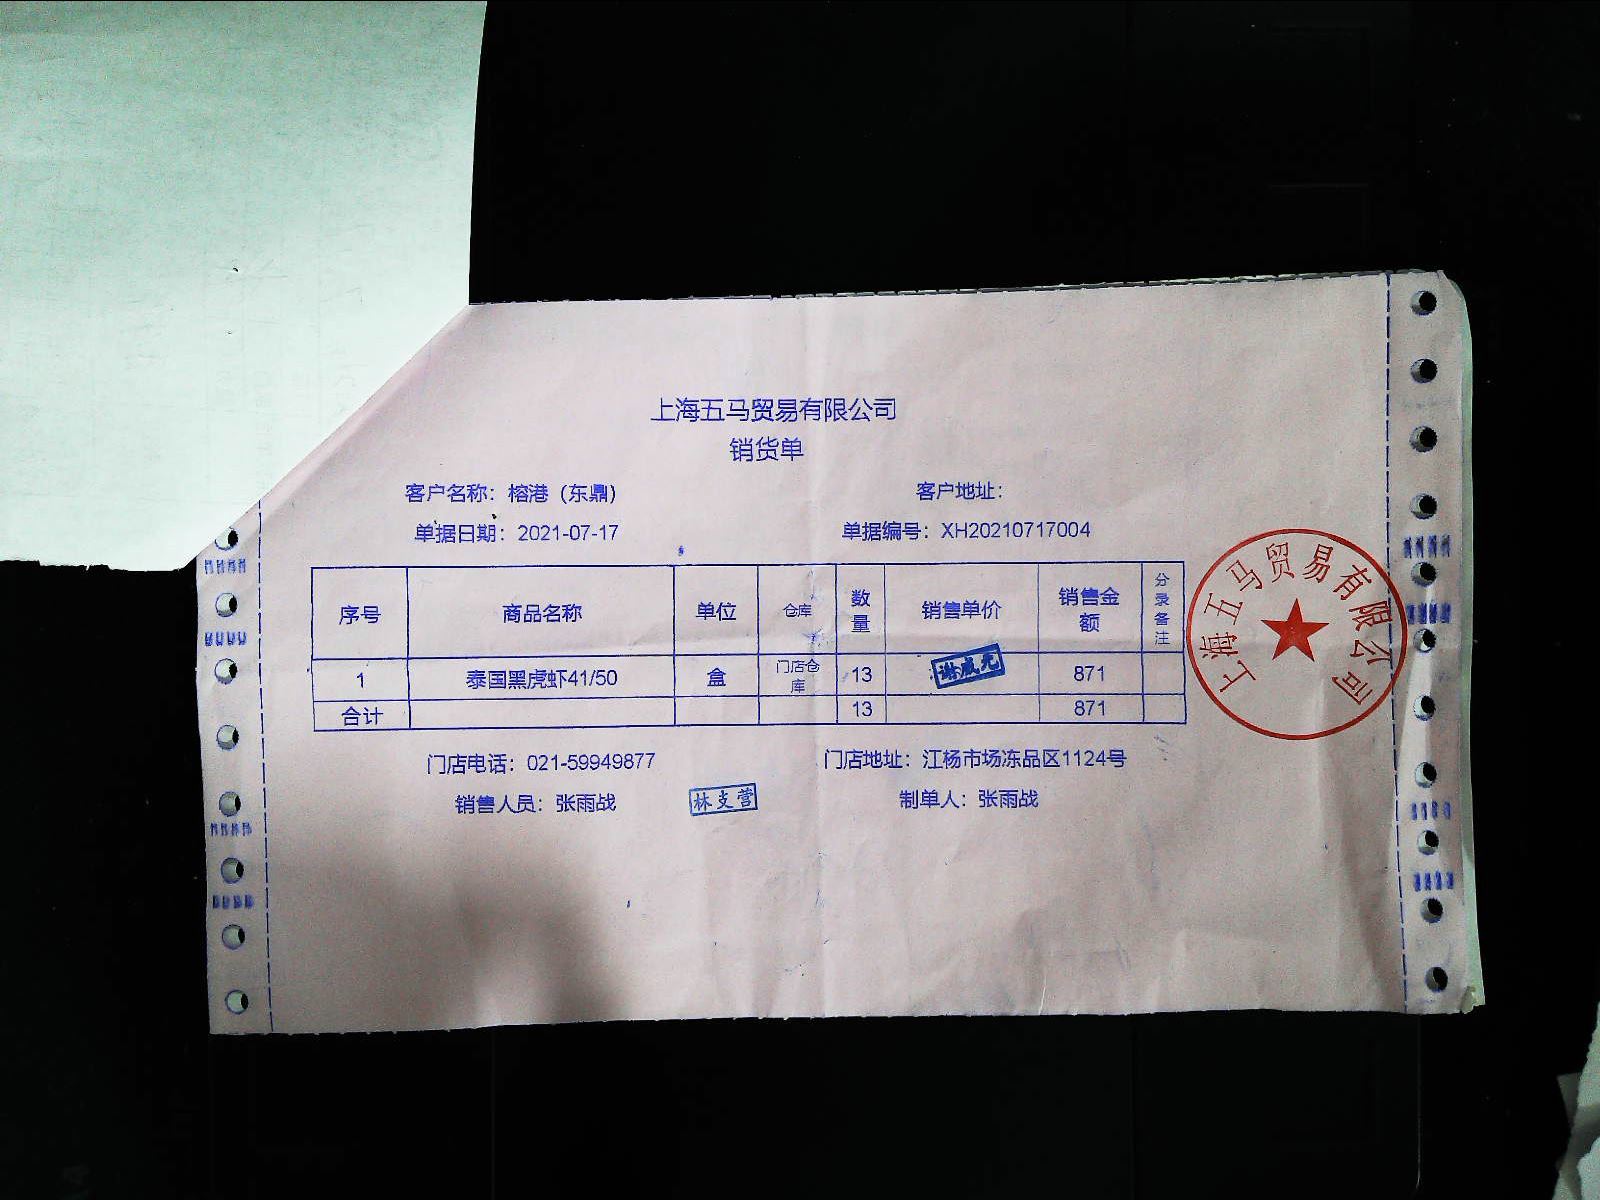 上海五马贸易有限公司
销货单
客户名称：榕港（东鼎） 客户地址：
单据日期：2021-07-17 单据编号：XH20210717004
序号 商品名称 单位 仓库 数量 销售单价 销售金额 分录备注
1 泰国黑虎虾41/50 盒 门店仓库 13 871
合计 13 871
门店电话：021-59949877 门店地址：江杨市场冻品区1124号
销售人员：张雨战 林支营 制单人：张雨战
上海五马贸易有限公司